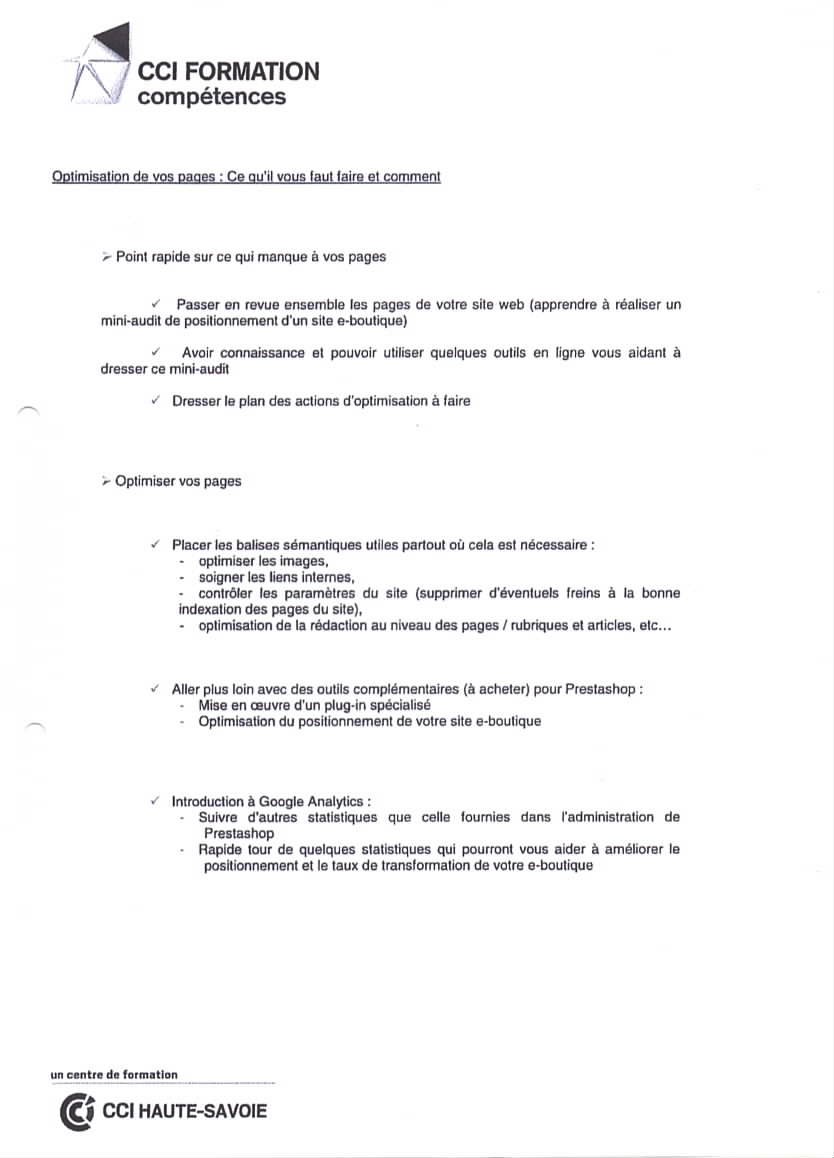 CCI FORMATION
compétences
Optimisation de vos pages : Ce qu'il vous faut faire et comment
➢ Point rapide sur ce qui manque à vos pages
✓ Passer en revue ensemble les pages de votre site web (apprendre à réaliser un
mini-audit de positionnement d'un site e-boutique)
✓ Avoir connaissance et pouvoir utiliser quelques outils en ligne vous aidant à
dresser ce mini-audit
✓ Dresser le plan des actions d'optimisation à faire
➢ Optimiser vos pages
✓ Placer les balises sémantiques utiles partout où cela est nécessaire :
- optimiser les images,
- soigner les liens internes,
- contrôler les paramètres du site (supprimer d'éventuels freins à la bonne
indexation des pages du site),
- optimisation de la rédaction au niveau des pages / rubriques et articles, etc...
✓ Aller plus loin avec des outils complémentaires (à acheter) pour Prestashop :
- Mise en œuvre d'un plug-in spécialisé
- Optimisation du positionnement de votre site e-boutique
✓ Introduction à Google Analytics :
- Suivre d'autres statistiques que celle fournies dans l'administration de
Prestashop
- Rapide tour de quelques statistiques qui pourront vous aider à améliorer le
positionnement et le taux de transformation de votre e-boutique
un centre de formation
CCI HAUTE-SAVOIE